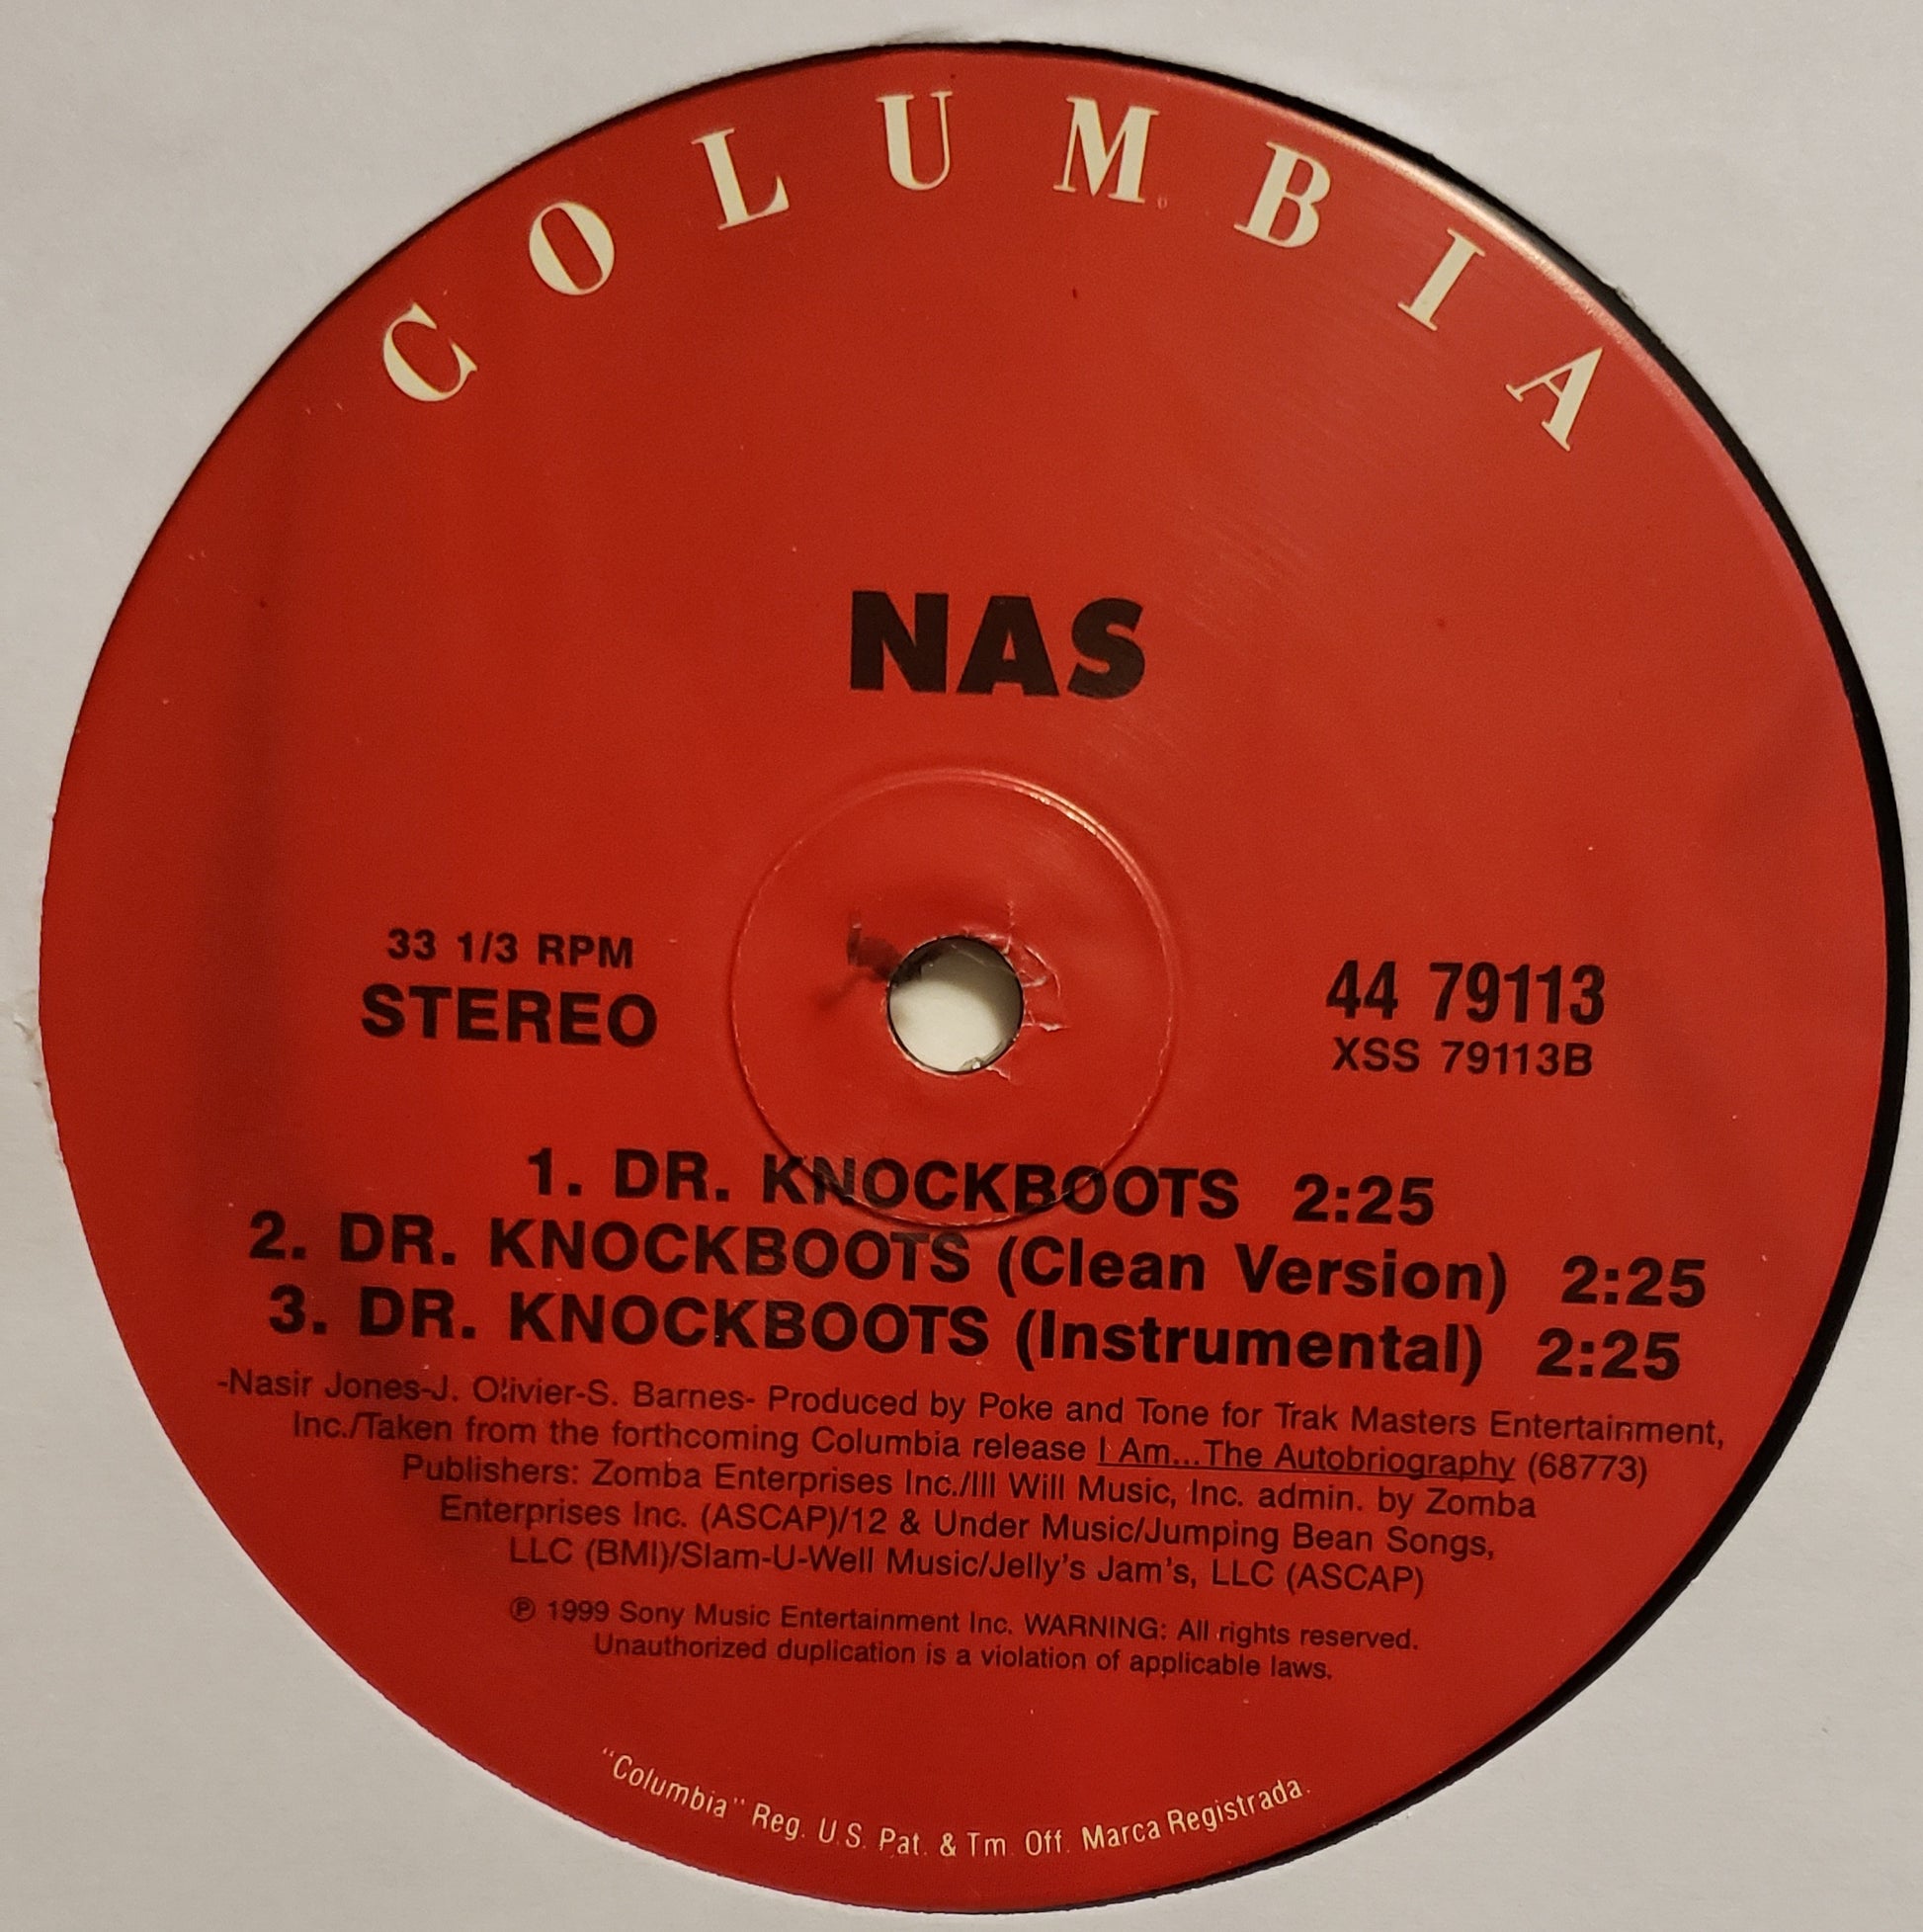 COLUMBIA
NAS
33 1/3 RPM
STEREO
44 79113
XSS 79113B
1. DR. KNOCKBOOTS 2:25
2. DR. KNOCKBOOTS (Clean Version) 2:25
3. DR. KNOCKBOOTS (Instrumental) 2:25
-Nasir Jones-J. Olivier-S. Barnes- Produced by Poke and Tone for Trak Masters Entertainment,
Inc./Taken from the forthcoming Columbia release I Am...The Autobriography (68773)
Publishers: Zomba Enterprises Inc./Ill Will Music, Inc. admin. by Zomba
Enterprises Inc. (ASCAP)/12 & Under Music/Jumping Bean Songs,
LLC (BMI)/Slam-U-Well Music/Jelly's Jam's, LLC (ASCAP)
℗ 1999 Sony Music Entertainment Inc. WARNING: All rights reserved.
Unauthorized duplication is a violation of applicable laws.
"Columbia" Reg. U.S. Pat. & Tm. Off. Marca Registrada.